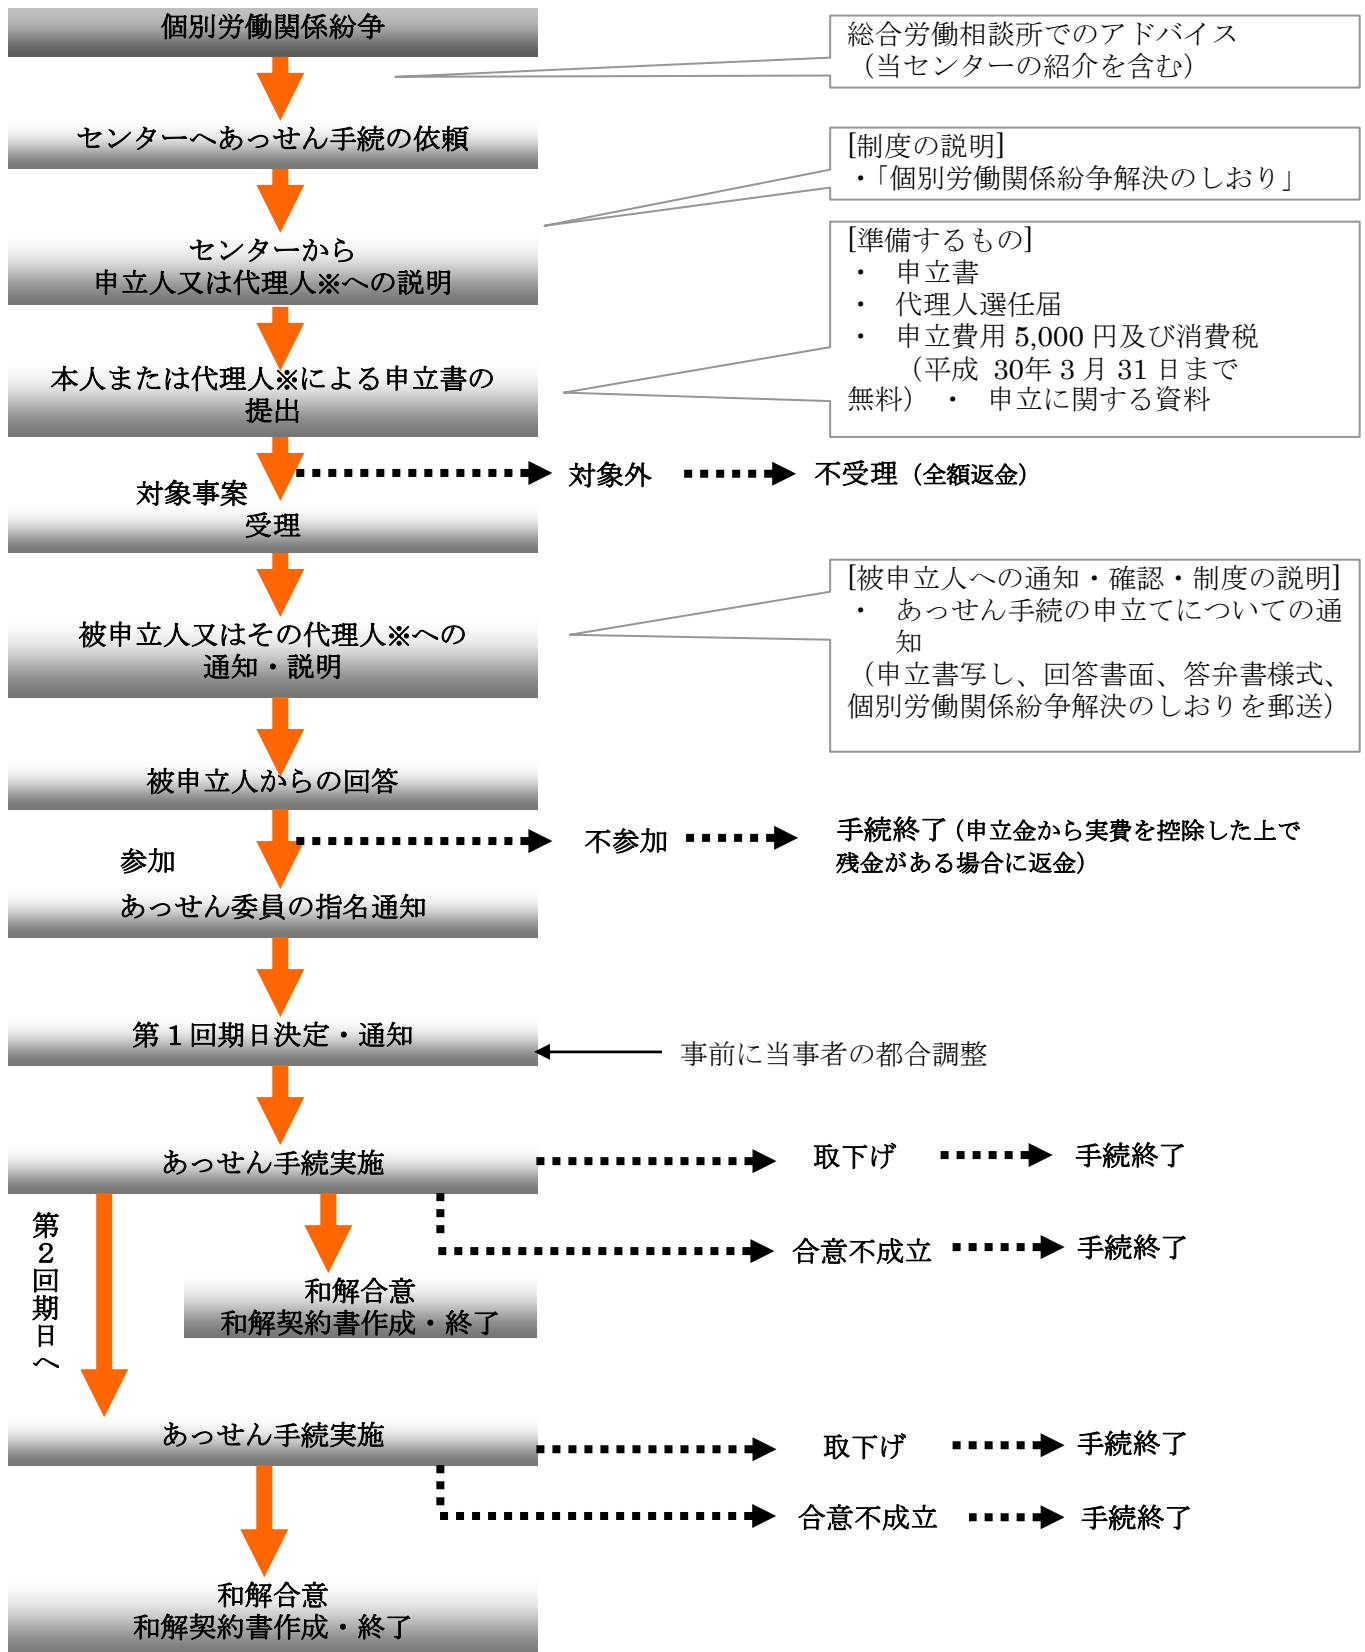 個別労働関係紛争
総合労働相談所でのアドバイス
（当センターの紹介を含む）
センターへあっせん手続の依頼
[制度の説明]
・「個別労働関係紛争解決のしおり」
センターから
申立人又は代理人※への説明
[準備するもの]
・ 申立書
・ 代理人選任届
・ 申立費用 5,000 円及び消費税
（平成 30年 3 月 31 日まで
無料） ・ 申立に関する資料
本人または代理人※による申立書の
提出
対象外
不受理（全額返金）
対象事案
受理
[被申立人への通知・確認・制度の説明]
・ あっせん手続の申立てについての通
知
（申立書写し、回答書面、答弁書様式、
個別労働関係紛争解決のしおりを郵送）
被申立人又はその代理人※への
通知・説明
被申立人からの回答
不参加
手続終了（申立金から実費を控除した上で
残金がある場合に返金）
参加
あっせん委員の指名通知
第１回期日決定・通知
事前に当事者の都合調整
あっせん手続実施
取下げ
手続終了
合意不成立
手続終了
第２回期日へ
和解合意
和解契約書作成・終了
あっせん手続実施
取下げ
手続終了
合意不成立
手続終了
和解合意
和解契約書作成・終了